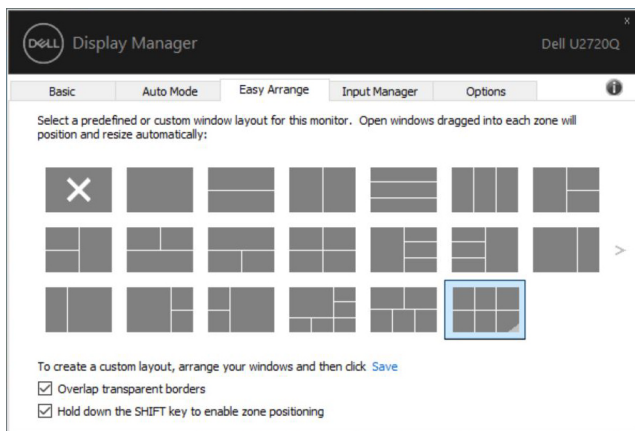 x
DELL Display Manager Dell U2720Q
Basic Auto Mode Easy Arrange Input Manager Options
Select a predefined or custom window layout for this monitor. Open windows dragged into each zone will
position and resize automatically:
To create a custom layout, arrange your windows and then click Save
Overlap transparent borders
Hold down the SHIFT key to enable zone positioning